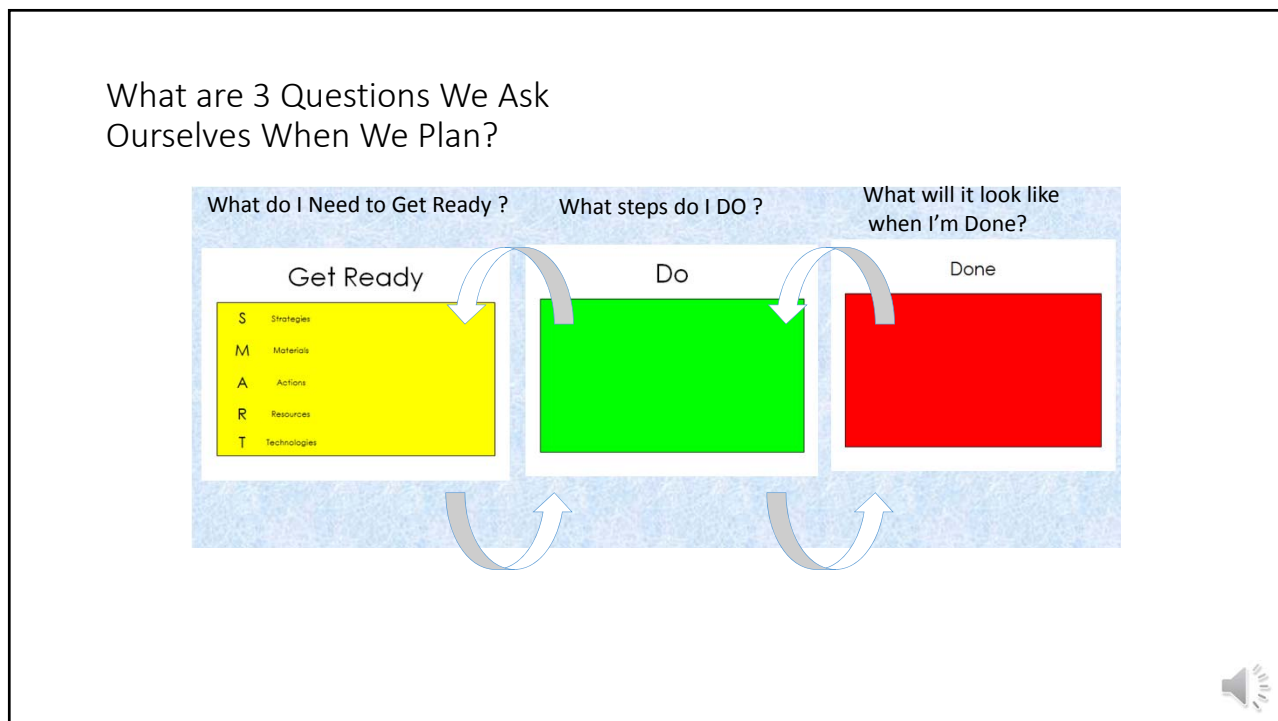 What are 3 Questions We Ask
Ourselves When We Plan?
What do I Need to Get Ready ?
What steps do I DO ?
What will it look like
when I’m Done?
Get Ready
S Strategies
M Materials
A Actions
R Resources
T Technologies
Do
Done